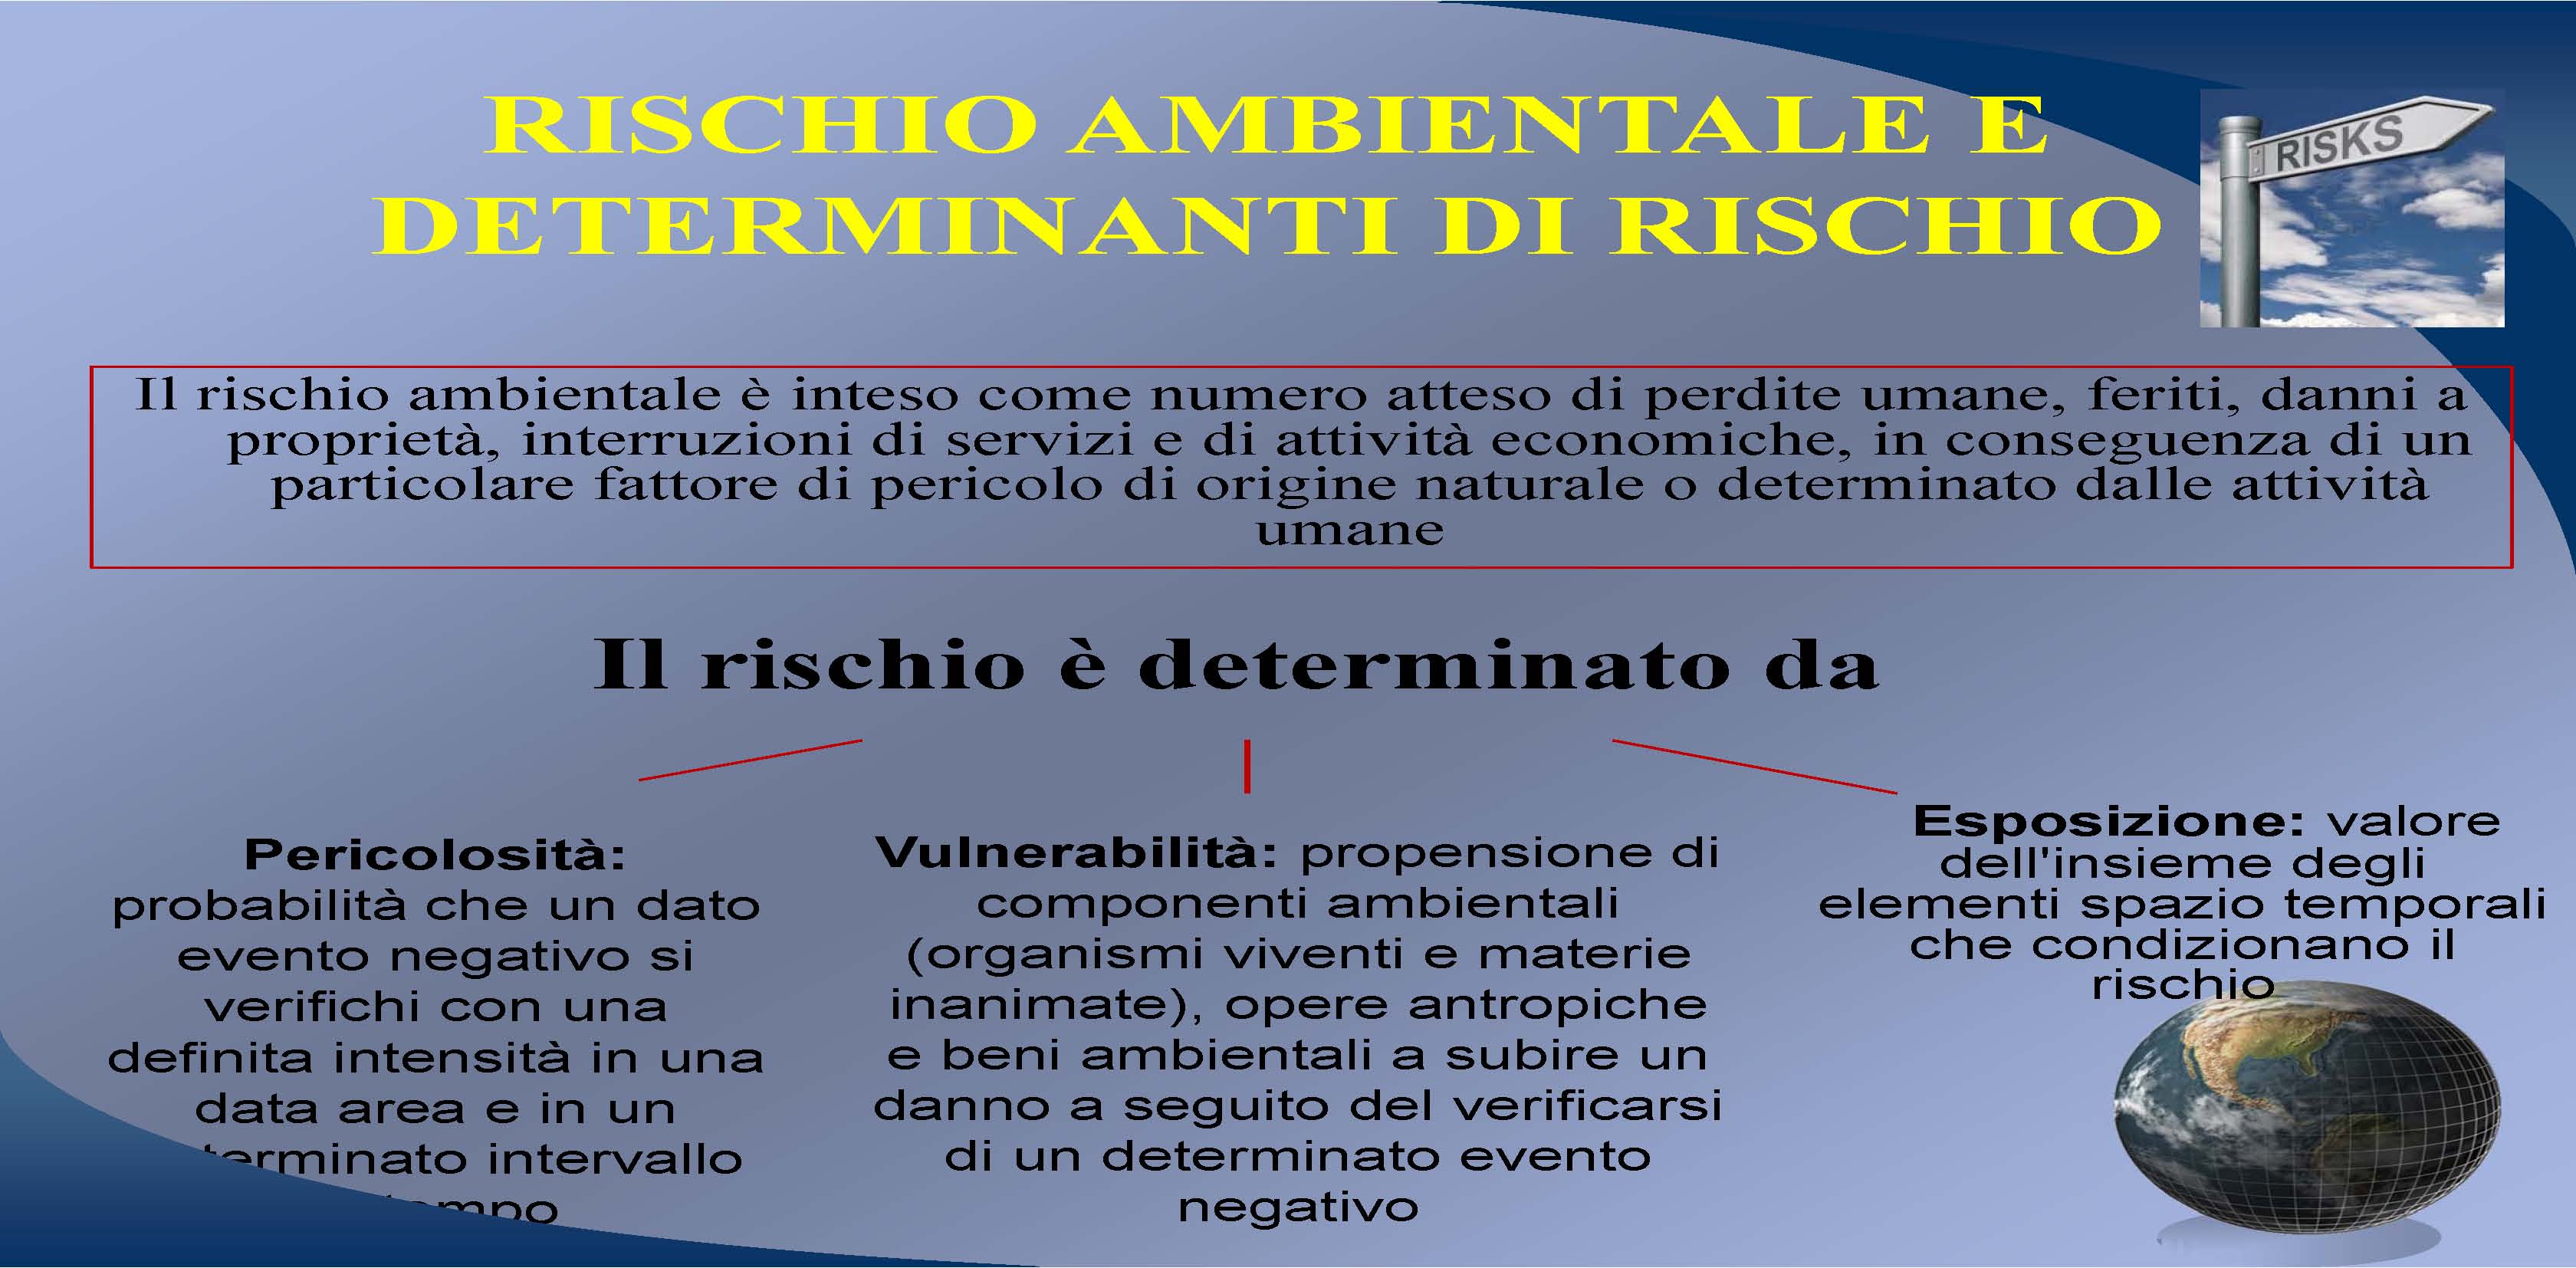 RISCHIO AMBIENTALE E
DETERMINANTI DI RISCHIO
RISKS
Il rischio ambientale è inteso come numero atteso di perdite umane, feriti, danni a
proprietà, interruzioni di servizi e di attività economiche, in conseguenza di un
particolare fattore di pericolo di origine naturale o determinato dalle attività
umane
Il rischio è determinato da
Pericolosità:
probabilità che un dato
evento negativo si
verifichi con una
definita intensità in una
data area e in un
terminato intervallo
tempo
Vulnerabilità: propensione di
componenti ambientali
(organismi viventi e materie
inanimate), opere antropiche
e beni ambientali a subire un
danno a seguito del verificarsi
di un determinato evento
negativo
Esposizione: valore
dell'insieme degli
elementi spazio temporali
che condizionano il
rischio